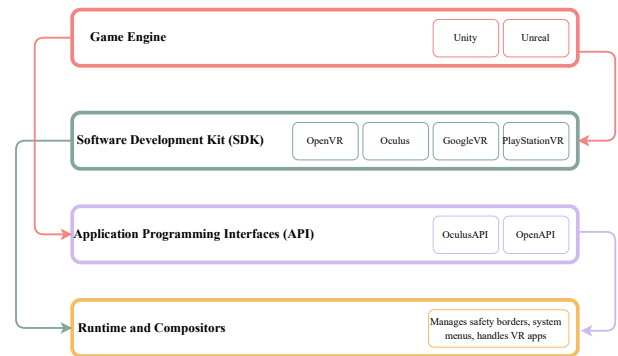 Game Engine
Unity
Unreal
Software Development Kit (SDK)
OpenVR
Oculus
GoogleVR
PlayStationVR
Application Programming Interfaces (API)
OculusAPI
OpenAPI
Runtime and Compositors
Manages safety borders, system
menus, handles VR apps